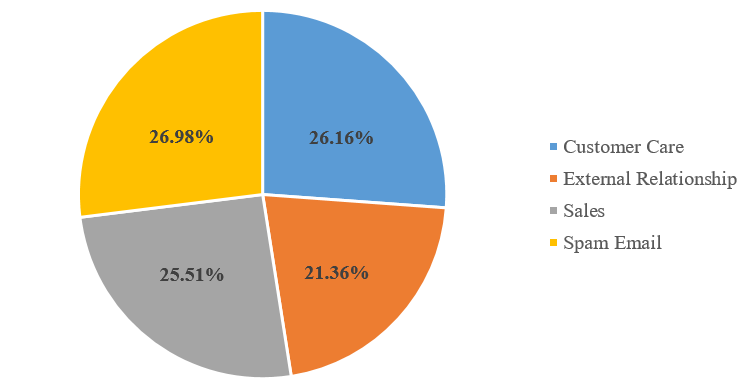 26.98%
26.16%
25.51%
21.36%
Customer Care
External Relationship
Sales
Spam Email